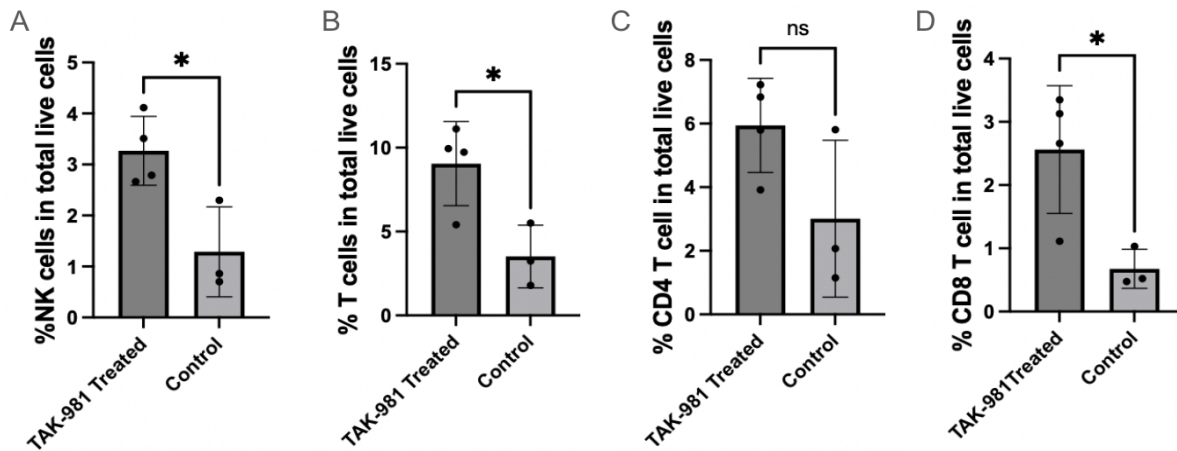 A
%NK cells in total live cells
5
4
3
2
1
0
*
TAK-981 Treated
Control
B
% T cells in total live cells
15
10
5
0
*
TAK-981 Treated
Control
C
% CD4 T cell in total live cells
8
6
4
2
0
ns
TAK-981 Treated
Control
D
% CD8 T cell in total live cells
4
3
2
1
0
*
TAK-981Treated
Control